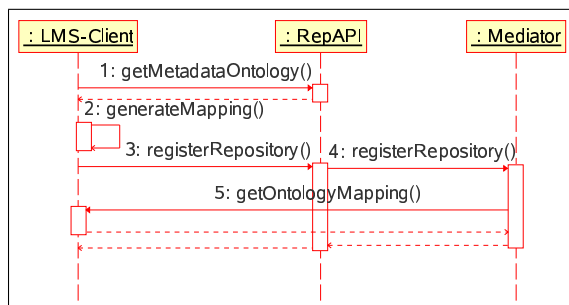 : LMS-Client
: RepAPI
: Mediator
1: getMetadataOntology()
2: generateMapping()
3: registerRepository()
4: registerRepository()
5: getOntologyMapping()